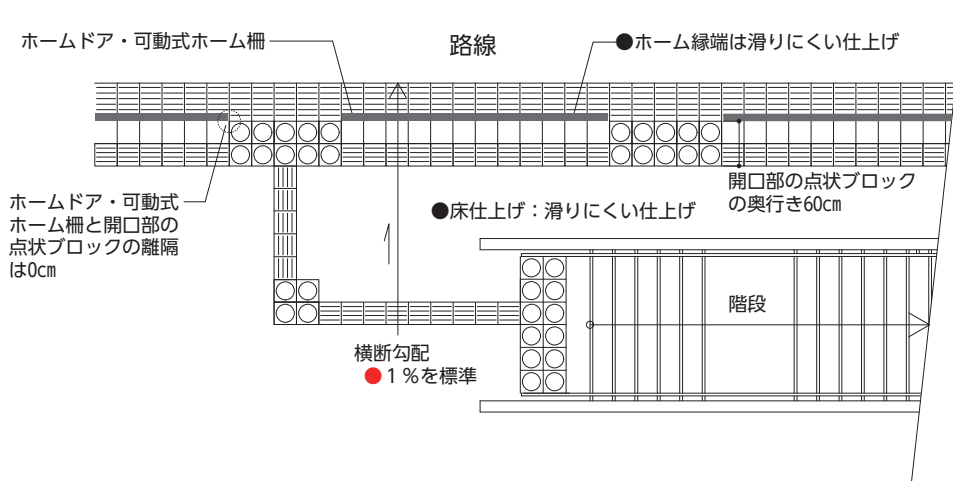 ホームドア・可動式ホーム柵
路線
●ホーム縁端は滑りにくい仕上げ
ホームドア・可動式
ホーム柵と開口部の
点状ブロックの離隔
は0cm
●床仕上げ：滑りにくい仕上げ
開口部の点状ブロック
の奥行き60cm
階段
横断勾配
●１％を標準